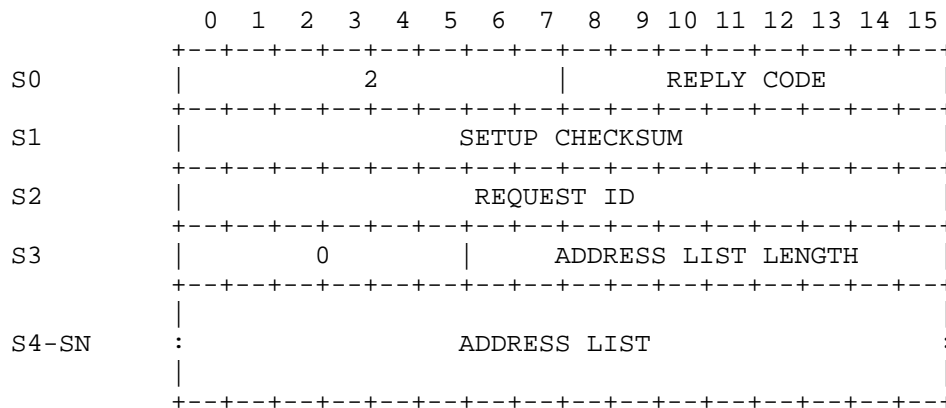 0 1 2 3 4 5 6 7 8 9 10 11 12 13 14 15
+--+--+--+--+--+--+--+--+--+--+--+--+--+--+--+--+
S0 | 2 | REPLY CODE |
+--+--+--+--+--+--+--+--+--+--+--+--+--+--+--+--+
S1 | SETUP CHECKSUM |
+--+--+--+--+--+--+--+--+--+--+--+--+--+--+--+--+
S2 | REQUEST ID |
+--+--+--+--+--+--+--+--+--+--+--+--+--+--+--+--+
S3 | 0 | ADDRESS LIST LENGTH |
+--+--+--+--+--+--+--+--+--+--+--+--+--+--+--+--+
| |
S4-SN : ADDRESS LIST :
| |
+--+--+--+--+--+--+--+--+--+--+--+--+--+--+--+--+